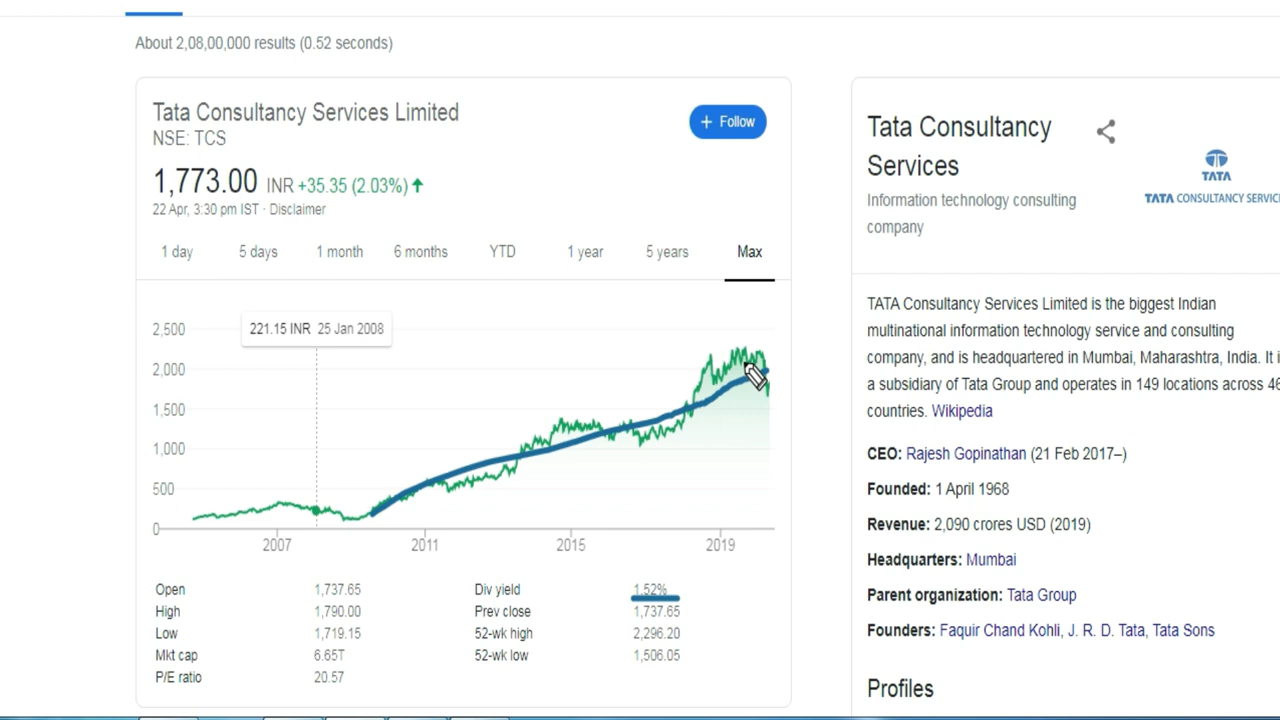 About 2,08,00,000 results (0.52 seconds)
Tata Consultancy Services Limited
NSE: TCS
+ Follow
1,773.00 INR +35.35 (2.03%)
22 Apr, 3:30 pm IST · Disclaimer
1 day 5 days 1 month 6 months YTD 1 year 5 years Max
221.15 INR 25 Jan 2008
2,500
2,000
1,500
1,000
500
0
2007 2011 2015 2019
Open 1,737.65 Div yield 1.52%
High 1,790.00 Prev close 1,737.65
Low 1,719.15 52-wk high 2,296.20
Mkt cap 6.65T 52-wk low 1,506.05
P/E ratio 20.57
Tata Consultancy
Services
Information technology consulting
company
TATA
TATA CONSULTANCY SERVIC
TATA Consultancy Services Limited is the biggest Indian
multinational information technology service and consulting
company, and is headquartered in Mumbai, Maharashtra, India. It i
a subsidiary of Tata Group and operates in 149 locations across 46
countries. Wikipedia
CEO: Rajesh Gopinathan (21 Feb 2017–)
Founded: 1 April 1968
Revenue: 2,090 crores USD (2019)
Headquarters: Mumbai
Parent organization: Tata Group
Founders: Faquir Chand Kohli, J. R. D. Tata, Tata Sons
Profiles